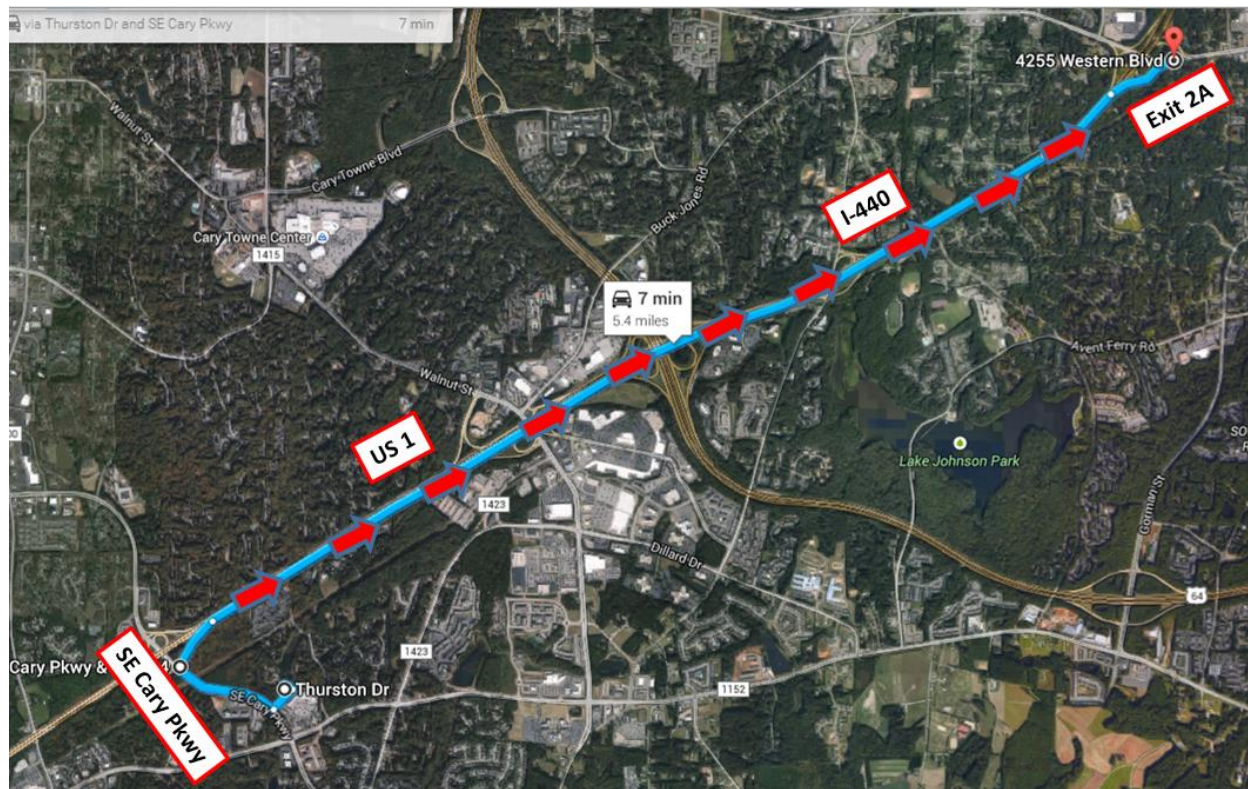 via Thurston Dr and SE Cary Pkwy 7 min
4255 Western Blvd
Exit 2A
Walnut St
Cary Towne Blvd
Buck Jones Rd
I-440
Cary Towne Center
1415
7 min
5.4 miles
Avent Ferry Rd
Walnut St
US 1
Lake Johnson Park
1423
Gorman St
Dillard Dr
64
Cary Pkwy &
1423
SE Cary Pkwy
Thurston Dr
SE Cary Pkwy
1152